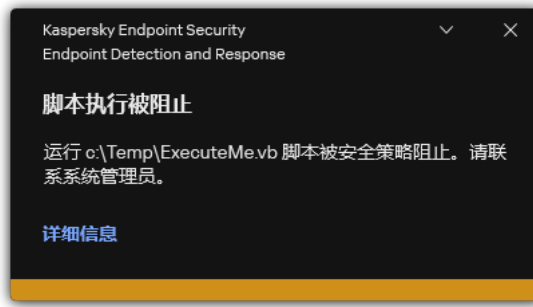 Kaspersky Endpoint Security
Endpoint Detection and Response
脚本执行被阻止
运行 c:\Temp\ExecuteMe.vb 脚本被安全策略阻止。请联
系系统管理员。
详细信息